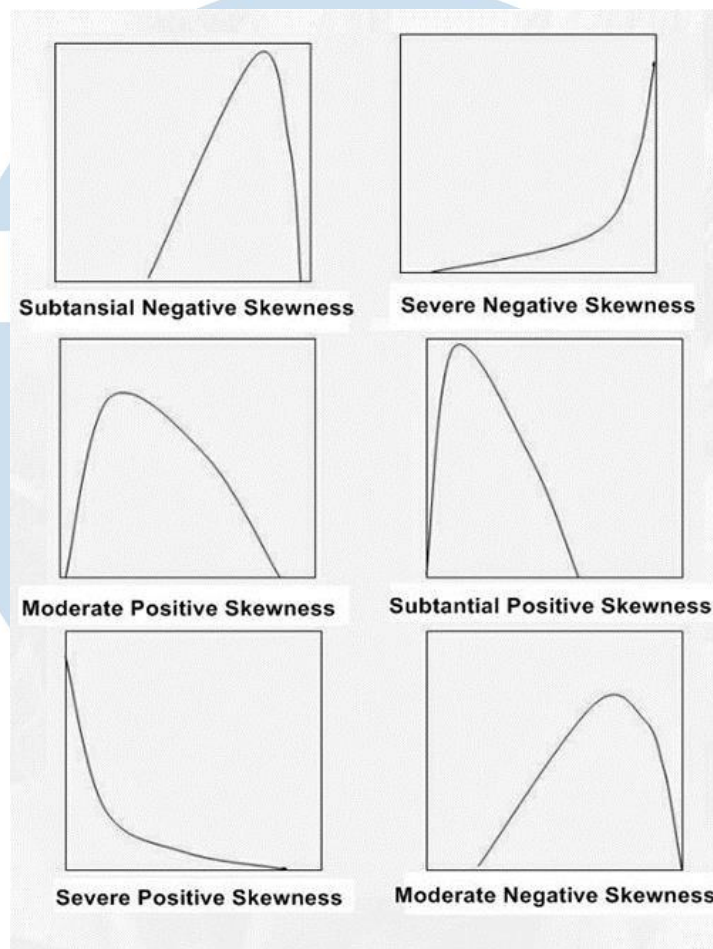 Subtansial Negative Skewness
Severe Negative Skewness
Moderate Positive Skewness
Subtantial Positive Skewness
Severe Positive Skewness
Moderate Negative Skewness